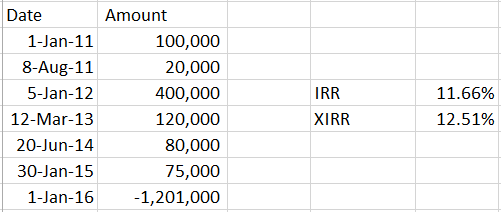 Date Amount
1-Jan-11 100,000
8-Aug-11 20,000
5-Jan-12 400,000 IRR 11.66%
12-Mar-13 120,000 XIRR 12.51%
20-Jun-14 80,000
30-Jan-15 75,000
1-Jan-16 -1,201,000